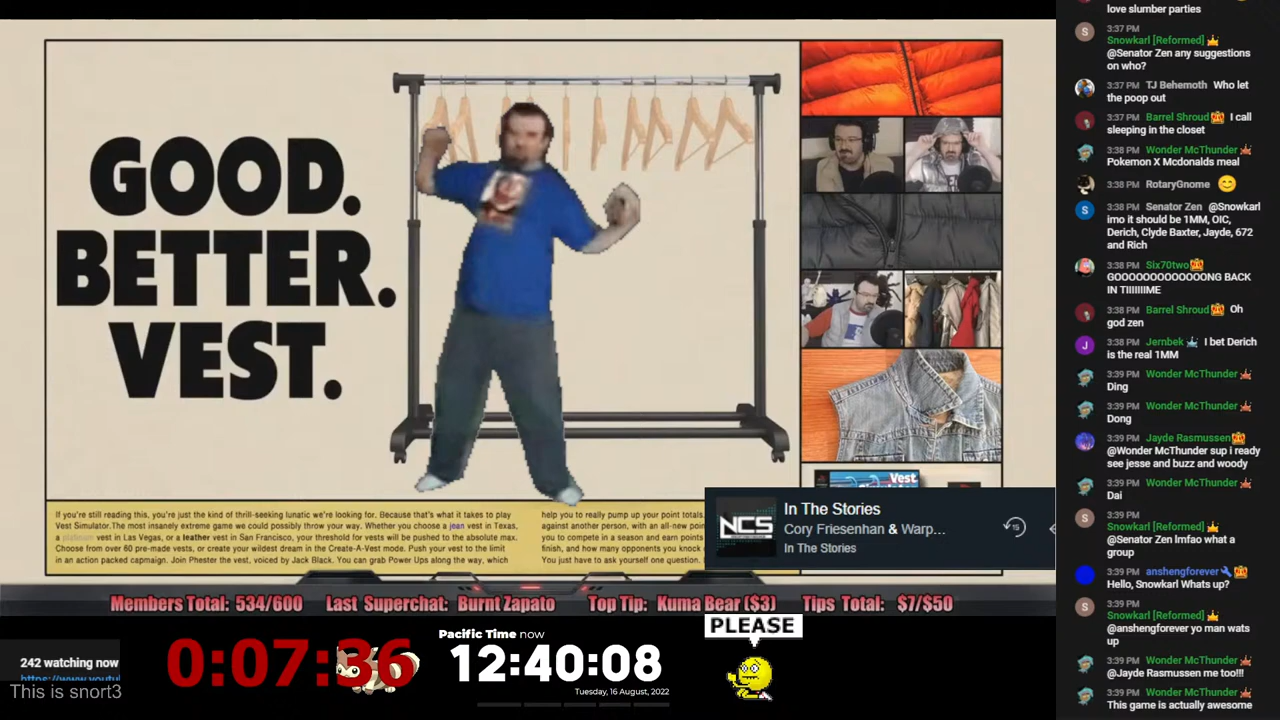 GOOD.
BETTER.
VEST.
If you're still reading this, you're just the kind of thrill-seeking lunatic we're looking for. Because that's what it takes to play
Vest Simulator.The most insanely extreme game we could possibly throw your way. Whether you choose a jean vest in Texas,
a platinum vest in Las Vegas, or a leather vest in San Francisco, your threshold for vests will be pushed to the absolute max.
Choose from over 60 pre-made vests, or create your wildest dream in the Create-A-Vest mode. Push your vest to the limit
in an action packed capmaign. Join Phester the vest, voiced by Jack Black. You can grab Power Ups along the way, which
help you to really pump up your point totals.
against another person, with an all-new poin
you to compete in a season and earn points
finish, and how many opponents you knock
You just have to ask yourself one question.
Vest
NCS
In The Stories
Cory Friesenhan & Warp...
In The Stories
15
Members Total: 534/600 Last Superchat: Burnt Zapato Top Tip: Kuma Bear ($3) Tips Total: $7/$50
242 watching now
This is snort3
0:07:36
Pacific Time now
12:40:08
Tuesday, 16 August, 2022
PLEASE
love slumber parties
3:37 PM
Snowkarl [Reformed]
@Senator Zen any suggestions
on who?
3:37 PM TJ Behemoth Who let
the poop out
3:37 PM Barrel Shroud I call
sleeping in the closet
3:38 PM Wonder McThunder
Pokemon X Mcdonalds meal
3:38 PM RotaryGnome
3:38 PM Senator Zen @Snowkarl
imo it should be 1MM, OIC,
Derich, Clyde Baxter, Jayde, 672
and Rich
3:38 PM Six70two
GOOOOOOOOOOOONG BACK
IN TIIIIIIIME
3:38 PM Barrel Shroud Oh
god zen
3:38 PM Jernbek I bet Derich
is the real 1MM
3:39 PM Wonder McThunder
Ding
3:39 PM Wonder McThunder
Dong
3:39 PM Jayde Rasmussen
@Wonder McThunder sup i ready
see jesse and buzz and woody
3:39 PM Wonder McThunder
Dai
3:39 PM
Snowkarl [Reformed]
@Senator Zen lmfao what a
group
3:39 PM anshengforever
Hello, Snowkarl Whats up?
3:39 PM
Snowkarl [Reformed]
@anshengforever yo man wats
up
3:39 PM Wonder McThunder
@Jayde Rasmussen me too!!!
3:39 PM Wonder McThunder
This game is actually awesome